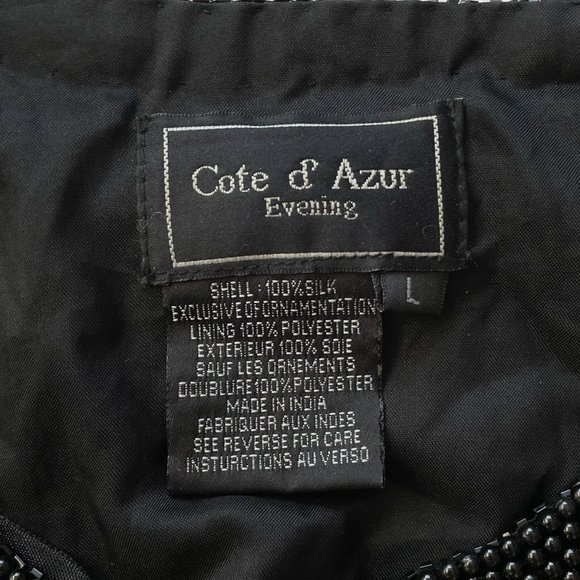 Cote d' Azur
Evening
L
SHELL : 100% SILK
EXCLUSIVE OF ORNAMENTATION
LINING 100% POLYESTER
EXTERIEUR 100% SOIE
SAUF LES ORNEMENTS
DOUBLURE 100% POLYESTER
MADE IN INDIA
FABRIQUER AUX INDES
SEE REVERSE FOR CARE
INSTURCTIONS AU VERSO